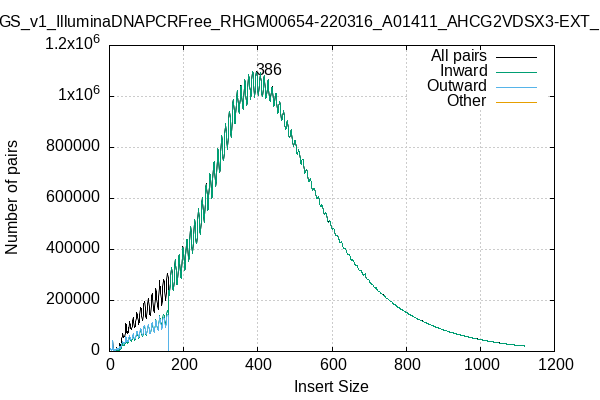 GS_v1_IlluminaDNAPCRFree_RHGM00654-220316_A01411_AHCG2VDSX3-EXT_
1.2x10⁶
1x10⁶
800000
600000
400000
200000
0
Number of pairs
386
All pairs
Inward
Outward
Other
0 200 400 600 800 1000 1200
Insert Size